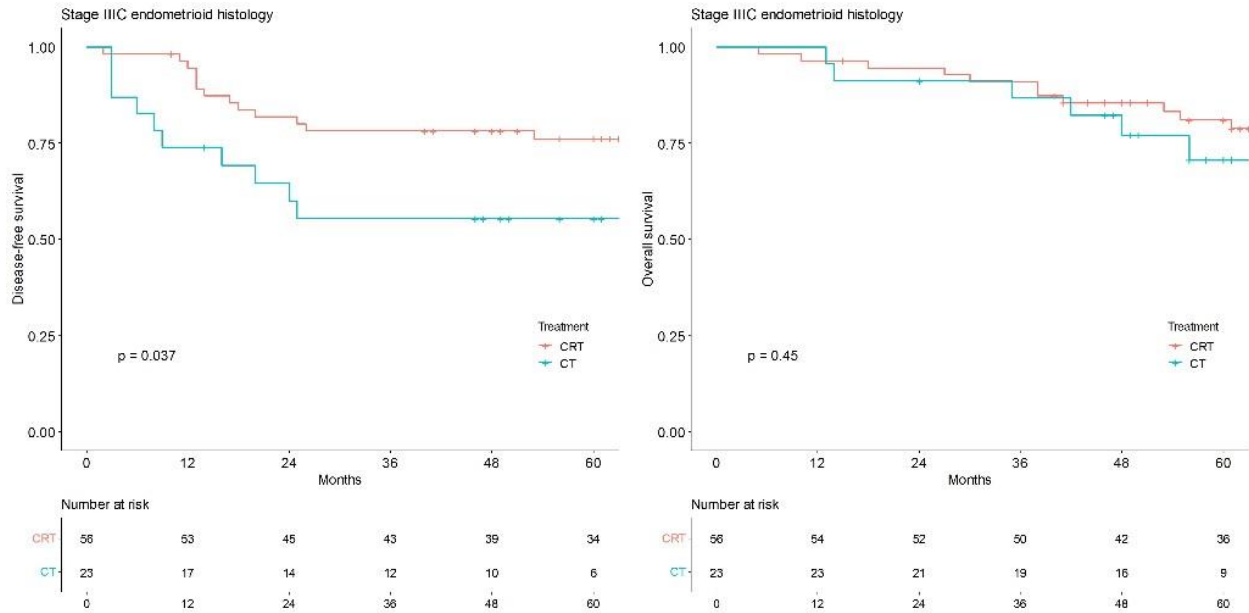 Stage IIIC endometrioid histology
1.00
0.75
0.50
0.25
0.00
Disease-free survival
p = 0.037
Treatment
CRT
CT
0 12 24 36 48 60
Months
Number at risk
CRT 56 53 45 43 39 34
CT 23 17 14 12 10 6
0 12 24 36 48 60
Stage IIIC endometrioid histology
1.00
0.75
0.50
0.25
0.00
Overall survival
p = 0.45
Treatment
CRT
CT
0 12 24 36 48 60
Months
Number at risk
CRT 56 54 52 50 42 36
CT 23 23 21 19 16 9
0 12 24 36 48 60